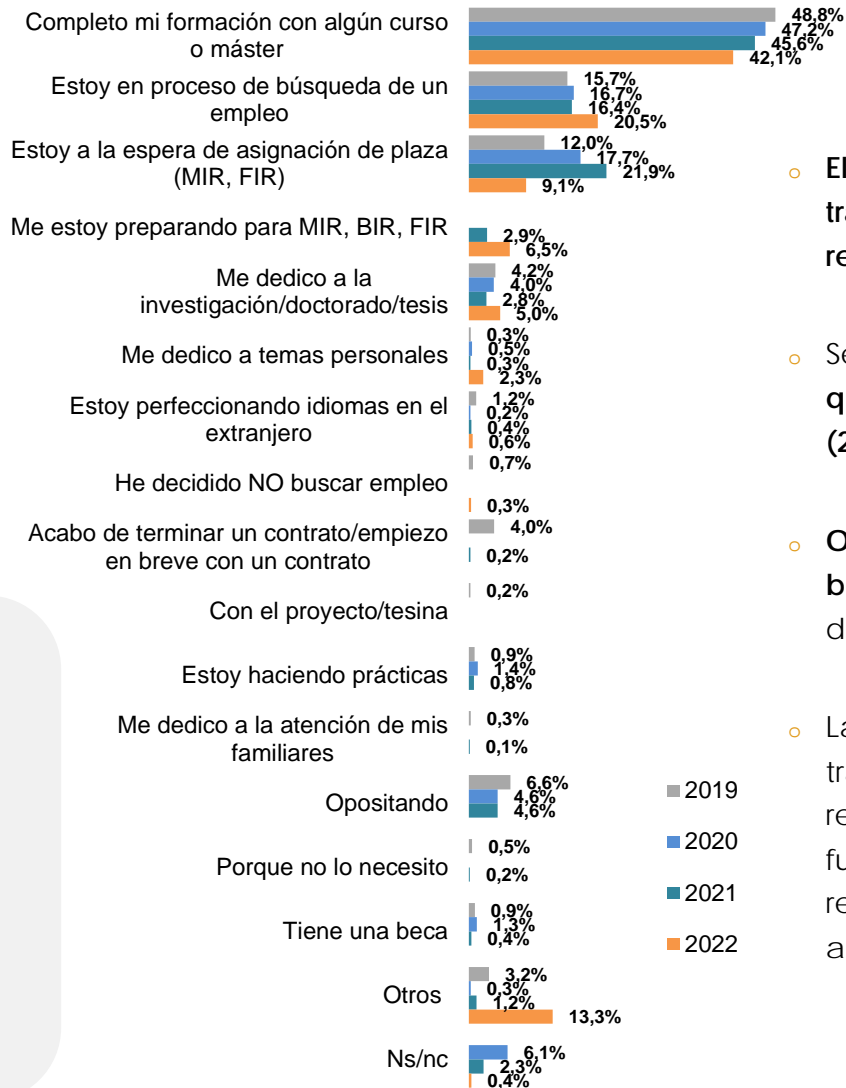 Completo mi formación con algún curso
o máster
48,8%
47,2%
45,6%
42,1%
Estoy en proceso de búsqueda de un
empleo
15,7%
16,7%
16,4%
20,5%
Estoy a la espera de asignación de plaza
(MIR, FIR)
12,0%
17,7%
21,9%
9,1%
Me estoy preparando para MIR, BIR, FIR
2,9%
6,5%
Me dedico a la
investigación/doctorado/tesis
4,2%
4,0%
2,8%
5,0%
Me dedico a temas personales
0,3%
0,5%
0,3%
2,3%
Estoy perfeccionando idiomas en el
extranjero
1,2%
0,2%
0,4%
0,6%
He decidido NO buscar empleo
0,7%
0,3%
Acabo de terminar un contrato/empiezo
en breve con un contrato
4,0%
0,2%
Con el proyecto/tesina
0,2%
Estoy haciendo prácticas
0,9%
1,4%
0,8%
Me dedico a la atención de mis
familiares
0,3%
0,1%
Opositando
6,6%
4,6%
4,6%
Porque no lo necesito
0,5%
0,2%
Tiene una beca
0,9%
1,3%
0,4%
Otros
3,2%
0,3%
1,2%
13,3%
Ns/nc
6,1%
2,3%
0,4%
2019
2020
2021
2022
El
tra
re
Se
q
(2
O
b
d
La
tra
re
fu
re
a